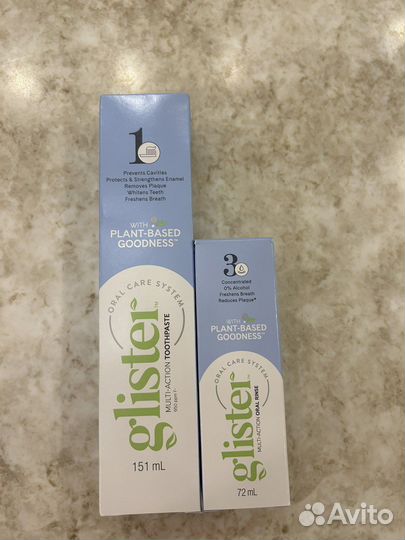 1
Prevents Cavities
Protects & Strengthens Enamel
Removes Plaque
Whitens Teeth
Freshens Breath
WITH
PLANT-BASED
GOODNESS™
ORAL CARE SYSTEM
glister™
MULTI-ACTION TOOTHPASTE
151 mL
3
Concentrated
0% Alcohol
Freshens Breath
Reduces Plaque*
WITH
PLANT-BASED
GOODNESS™
ORAL CARE SYSTEM
glister™
MULTI-ACTION ORAL RINSE
72 mL
Avito